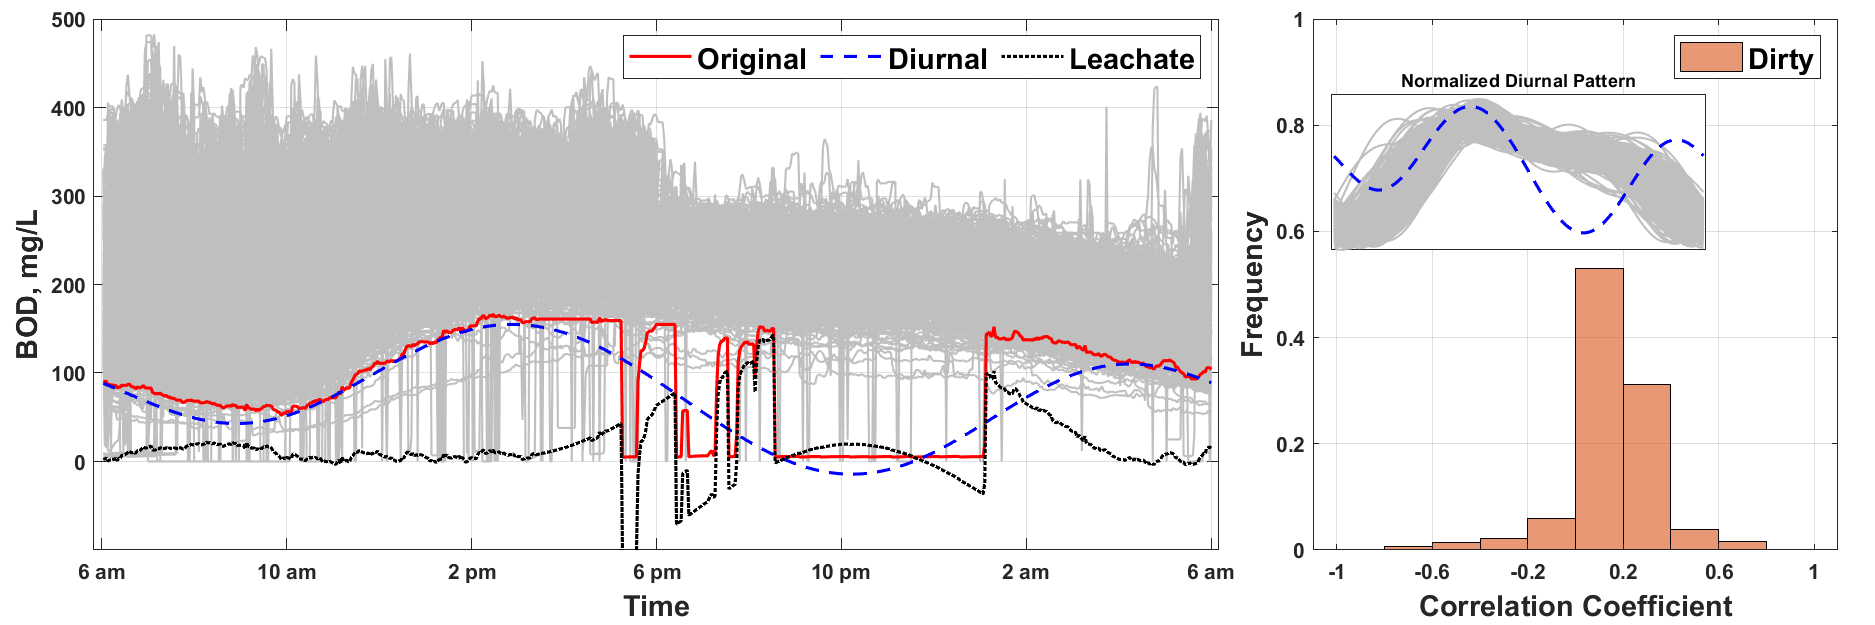 500
400
300
200
100
0
BOD, mg/L
Original Diurnal Leachate
6 am 10 am 2 pm 6 pm 10 pm 2 am 6 am
Time
1
0.8
0.6
0.4
0.2
0
Frequency
Dirty
Normalized Diurnal Pattern
-1 -0.6 -0.2 0.2 0.6 1
Correlation Coefficient